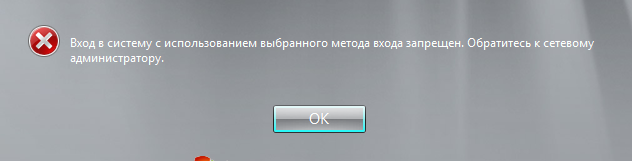 Вход в систему с использованием выбранного метода входа запрещен. Обратитесь к сетевому
администратору.
OK